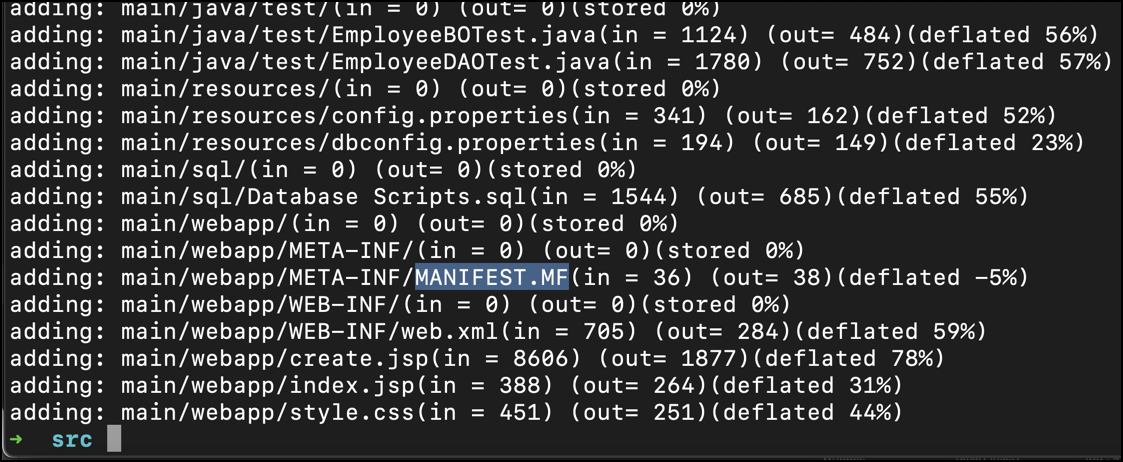 adding: main/java/test/(in = 0) (out= 0)(stored 0%)
adding: main/java/test/EmployeeBOTest.java(in = 1124) (out= 484)(deflated 56%)
adding: main/java/test/EmployeeDAOTest.java(in = 1780) (out= 752)(deflated 57%)
adding: main/resources/(in = 0) (out= 0)(stored 0%)
adding: main/resources/config.properties(in = 341) (out= 162)(deflated 52%)
adding: main/resources/dbconfig.properties(in = 194) (out= 149)(deflated 23%)
adding: main/sql/(in = 0) (out= 0)(stored 0%)
adding: main/sql/Database Scripts.sql(in = 1544) (out= 685)(deflated 55%)
adding: main/webapp/(in = 0) (out= 0)(stored 0%)
adding: main/webapp/META-INF/(in = 0) (out= 0)(stored 0%)
adding: main/webapp/META-INF/MANIFEST.MF(in = 36) (out= 38)(deflated -5%)
adding: main/webapp/WEB-INF/(in = 0) (out= 0)(stored 0%)
adding: main/webapp/WEB-INF/web.xml(in = 705) (out= 284)(deflated 59%)
adding: main/webapp/create.jsp(in = 8606) (out= 1877)(deflated 78%)
adding: main/webapp/index.jsp(in = 388) (out= 264)(deflated 31%)
adding: main/webapp/style.css(in = 451) (out= 251)(deflated 44%)
→ src